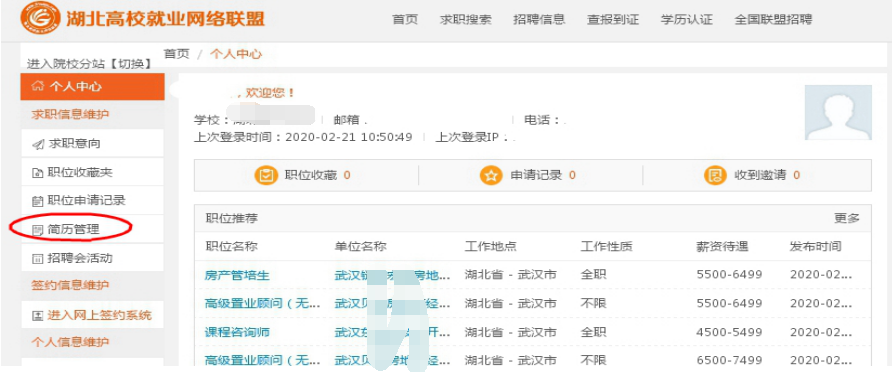 湖北高校就业网络联盟
首页 求职搜索 招聘信息 查报到证 学历认证 全国联盟招聘
进入院校分站【切换】
首页 / 个人中心
个人中心
求职信息维护
求职意向
职位收藏夹
职位申请记录
简历管理
招聘会活动
签约信息维护
进入网上签约系统
个人信息维护
，欢迎您！
学校： 邮箱 电话：
上次登录时间：2020-02-21 10:50:49 上次登录IP：
职位收藏 0 申请记录 0 收到邀请 0
职位推荐 更多
职位名称 单位名称 工作地点 工作性质 薪资待遇 发布时间
房产管培生 武汉 房地... 湖北省 - 武汉市 全职 5500-6499 2020-02...
高级置业顾问（无... 武汉贝 经... 湖北省 - 武汉市 不限 5500-6499 2020-02...
课程咨询师 武汉 开... 湖北省 - 武汉市 全职 4500-5499 2020-02...
高级置业顾问（无... 武汉贝 房地 经... 湖北省 - 武汉市 不限 6500-7499 2020-02...